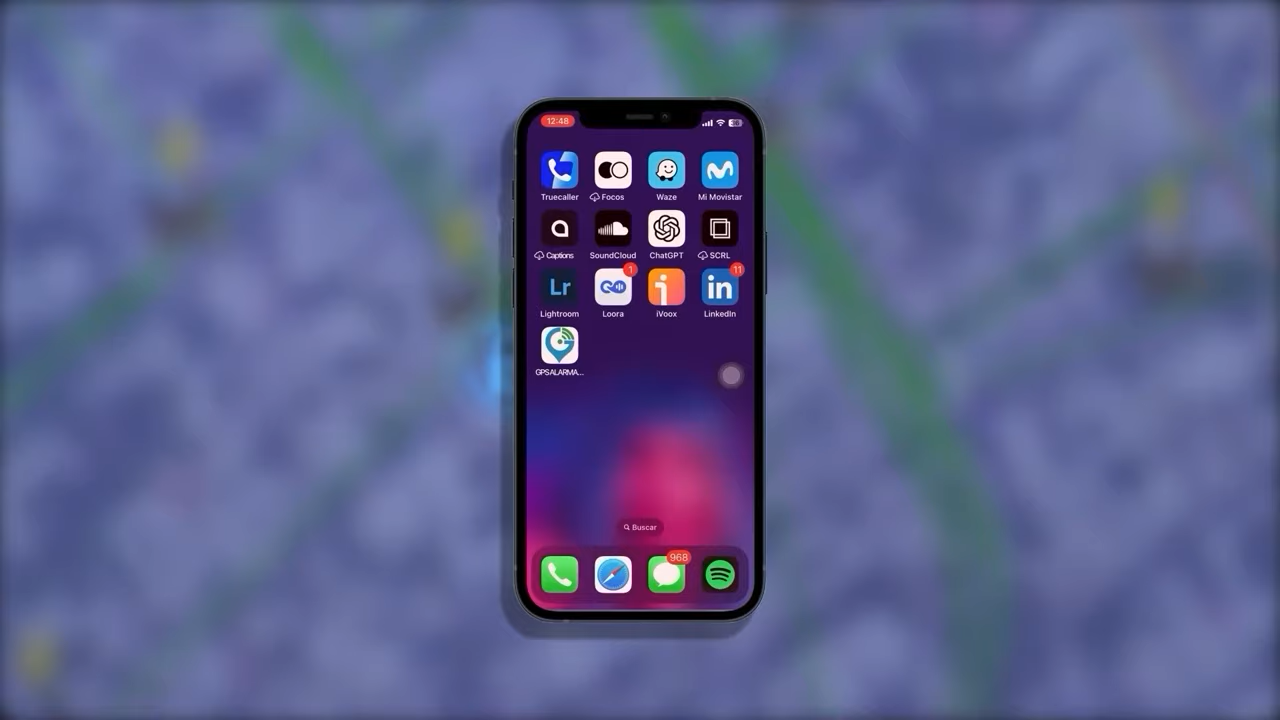 12:48
38
Truecaller Focos Waze Mi Movistar
Captions SoundCloud ChatGPT SCRL
Lr 1 in 11
Lightroom Loora iVoox LinkedIn
GPSALARMA...
Buscar
968